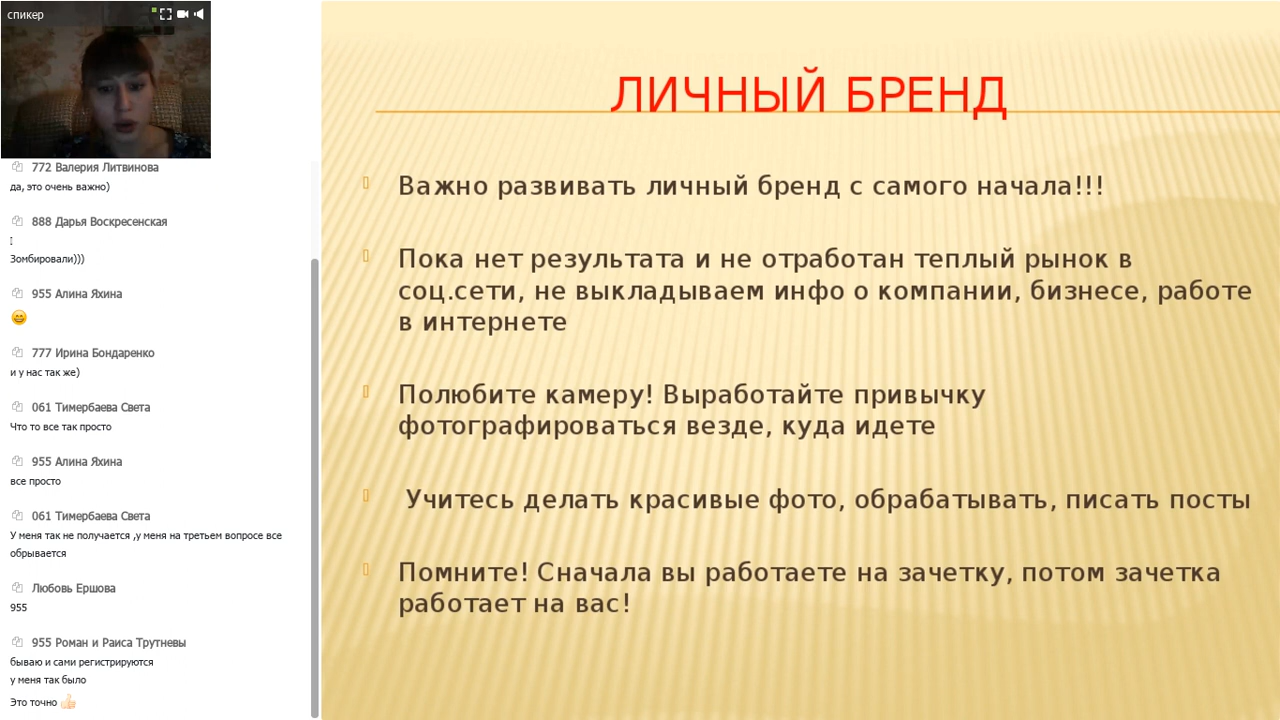 спикер
772 Валерия Литвинова
да, это очень важно)
888 Дарья Воскресенская
Зомбировали)))
955 Алина Яхина
777 Ирина Бондаренко
и у нас так же)
061 Тимербаева Света
Что то все так просто
955 Алина Яхина
все просто
061 Тимербаева Света
У меня так не получается ,у меня на третьем вопросе все
обрывается
Любовь Ершова
955
955 Роман и Раиса Трутневы
бываю и сами регистрируются
у меня так было
Это точно
ЛИЧНЫЙ БРЕНД
Важно развивать личный бренд с самого начала!!!
Пока нет результата и не отработан теплый рынок в
соц.сети, не выкладываем инфо о компании, бизнесе, работе
в интернете
Полюбите камеру! Выработайте привычку
фотографироваться везде, куда идете
Учитесь делать красивые фото, обрабатывать, писать посты
Помните! Сначала вы работаете на зачетку, потом зачетка
работает на вас!